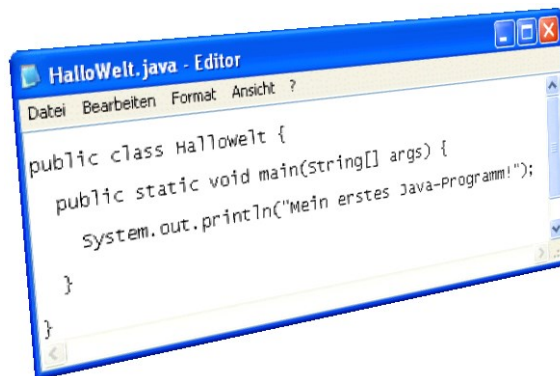 HalloWelt.java - Editor
Datei Bearbeiten Format Ansicht ?
public class HalloWelt {
public static void main(String[] args) {
System.out.println("Mein erstes Java-Programm!");
}
}